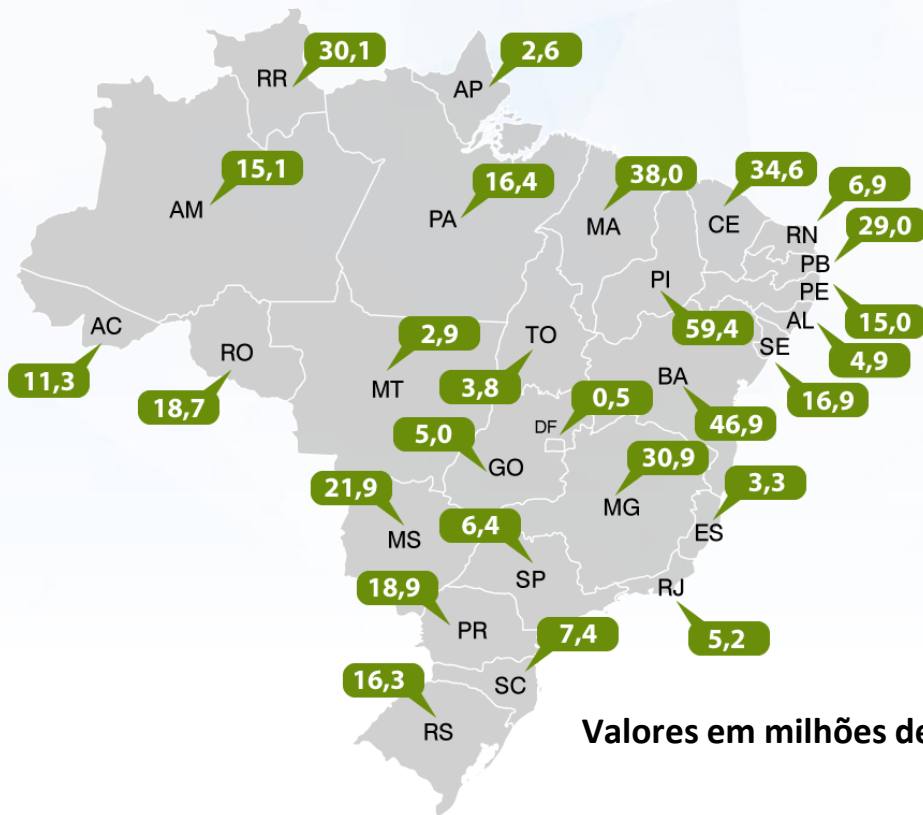 30,1
RR
2,6
AP
15,1
AM
16,4
PA
38,0
MA
34,6
CE
6,9
RN
29,0
PB
PE
15,0
PI
59,4
AL
4,9
SE
16,9
AC
11,3
RO
18,7
2,9
MT
TO
3,8
BA
46,9
DF
0,5
5,0
GO
30,9
MG
3,3
ES
21,9
MS
6,4
SP
RJ
5,2
18,9
PR
7,4
SC
16,3
RS
Valores em milhões de